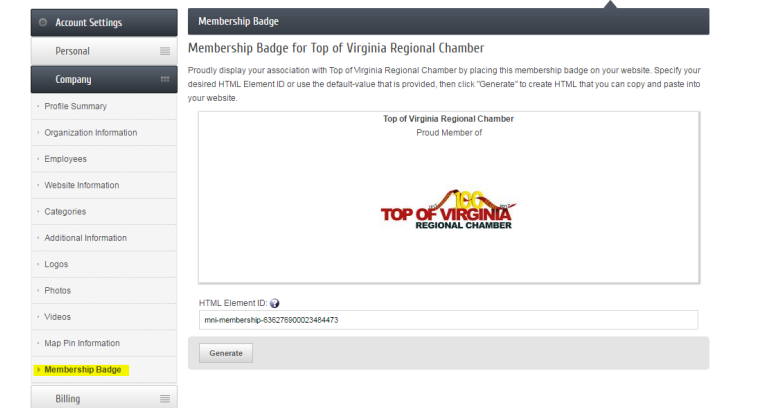 Account Settings
Personal
Company
Profile Summary
Organization Information
Employees
Website Information
Categories
Additional Information
Logos
Photos
Videos
Map Pin Information
Membership Badge
Billing
Membership Badge
Membership Badge for Top of Virginia Regional Chamber
Proudly display your association with Top of Virginia Regional Chamber by placing this membership badge on your website. Specify your
desired HTML Element ID or use the default-value that is provided, then click "Generate" to create HTML that you can copy and paste into
your website.
Top of Virginia Regional Chamber
Proud Member of
100
TOP OF VIRGINIA
REGIONAL CHAMBER
HTML Element ID:
mni-membership-636276900023484473
Generate